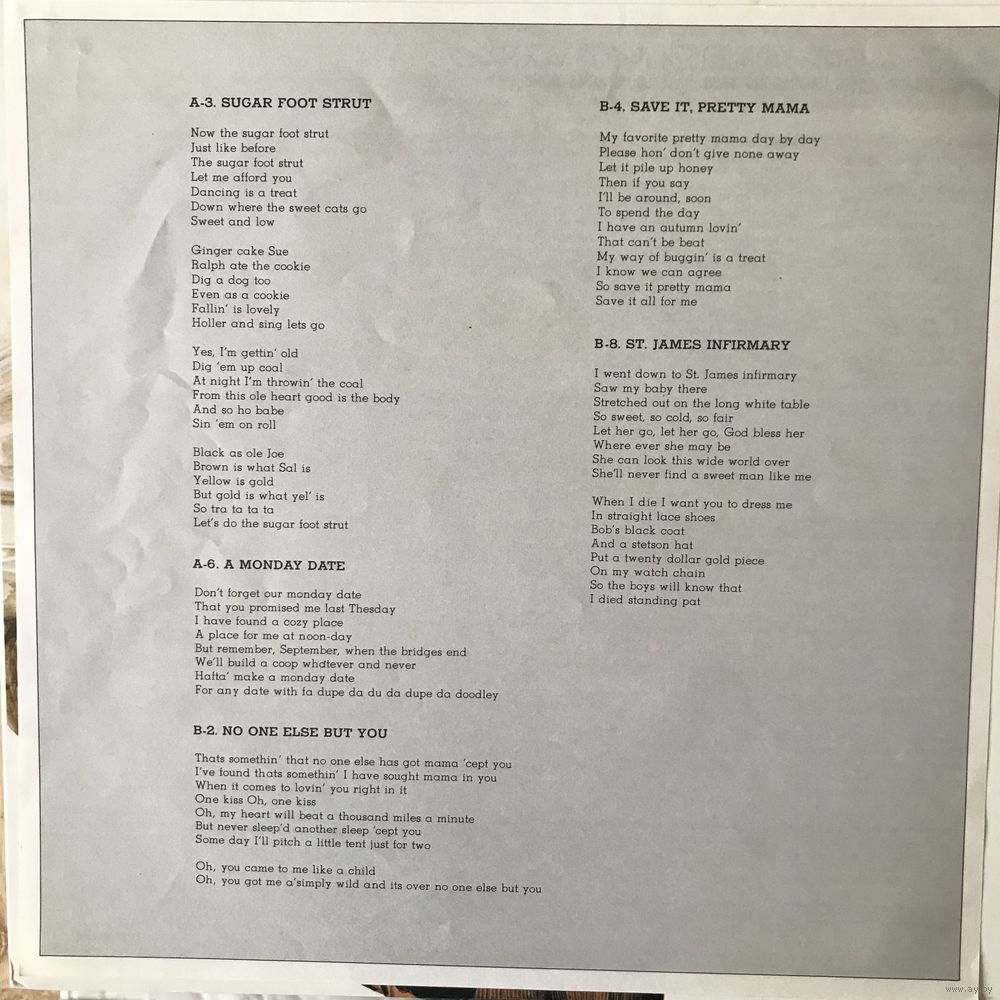 A-3. SUGAR FOOT STRUT
Now the sugar foot strut
Just like before
The sugar foot strut
Let me afford you
Dancing is a treat
Down where the sweet cats go
Sweet and low
Ginger cake Sue
Ralph ate the cookie
Dig a dog too
Even as a cookie
Fallin' is lovely
Holler and sing lets go
Yes, I'm gettin' old
Dig 'em up coal
At night I'm throwin' the coal
From this ole heart good is the body
And so ho babe
Sin 'em on roll
Black as ole Joe
Brown is what Sal is
Yellow is gold
But gold is what yel' is
So tra ta ta ta
Let's do the sugar foot strut
A-6. A MONDAY DATE
Don't forget our monday date
That you promised me last Thesday
I have found a cozy place
A place for me at noon-day
But remember, September, when the bridges end
We'll build a coop whatever and never
Hafta' make a monday date
For any date with fa dupe da du da dupe da doodley
B-2. NO ONE ELSE BUT YOU
Thats somethin' that no one else has got mama 'cept you
I've found thats somethin' I have sought mama in you
When it comes to lovin' you right in it
One kiss Oh, one kiss
Oh, my heart will beat a thousand miles a minute
But never sleep'd another sleep 'cept you
Some day I'll pitch a little tent just for two
Oh, you came to me like a child
Oh, you got me a'simply wild and its over no one else but you
B-4. SAVE IT, PRETTY MAMA
My favorite pretty mama day by day
Please hon' don't give none away
Let it pile up honey
Then if you say
I'll be around, soon
To spend the day
I have an autumn lovin'
That can't be beat
My way of buggin' is a treat
I know we can agree
So save it pretty mama
Save it all for me
B-8. ST. JAMES INFIRMARY
I went down to St. James infirmary
Saw my baby there
Stretched out on the long white table
So sweet, so cold, so fair
Let her go, let her go, God bless her
Where ever she may be
She can look this wide world over
She'll never find a sweet man like me
When I die I want you to dress me
In straight lace shoes
Bob's black coat
And a stetson hat
Put a twenty dollar gold piece
On my watch chain
So the boys will know that
I died standing pat
www.ay.by